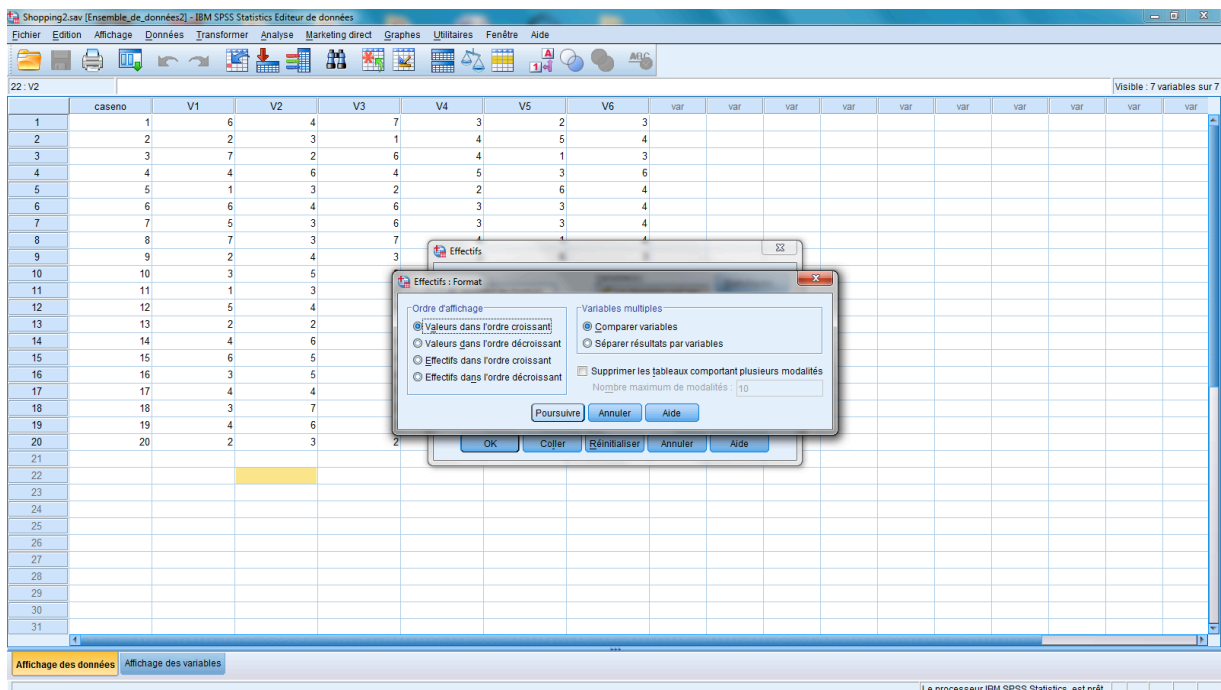 Shopping2.sav [Ensemble_de_données2] - IBM SPSS Statistics Editeur de données
Fichier Edition Affichage Données Transformer Analyse Marketing direct Graphes Utilitaires Fenêtre Aide
22 : V2
Visible : 7 variables sur 7
caseno V1 V2 V3 V4 V5 V6 var var var var var var var var var var
1 1 6 4 7 3 2 3
2 2 2 3 1 4 5 4
3 3 7 2 6 4 1 3
4 4 4 6 4 5 3 6
5 5 1 3 2 2 6 4
6 6 6 4 6 3 3 4
7 7 5 3 6 3 3 4
8 8 7 3 7
9 9 2 4 3
10 10 3 5
11 11 1 3
12 12 5 4
13 13 2 2
14 14 4 6
15 15 6 5
16 16 3 5
17 17 4 4
18 18 3 7
19 19 4 6
20 20 2 3 2
21
22
23
24
25
26
27
28
29
30
31
Effectifs
Effectifs : Format
Ordre d'affichage
Valeurs dans l'ordre croissant
Valeurs dans l'ordre décroissant
Effectifs dans l'ordre croissant
Effectifs dans l'ordre décroissant
Variables multiples
Comparer variables
Séparer résultats par variables
Supprimer les tableaux comportant plusieurs modalités
Nombre maximum de modalités : 10
Poursuivre Annuler Aide
OK Coller Réinitialiser Annuler Aide
Affichage des données Affichage des variables
Le processeur IBM SPSS Statistics est prêt